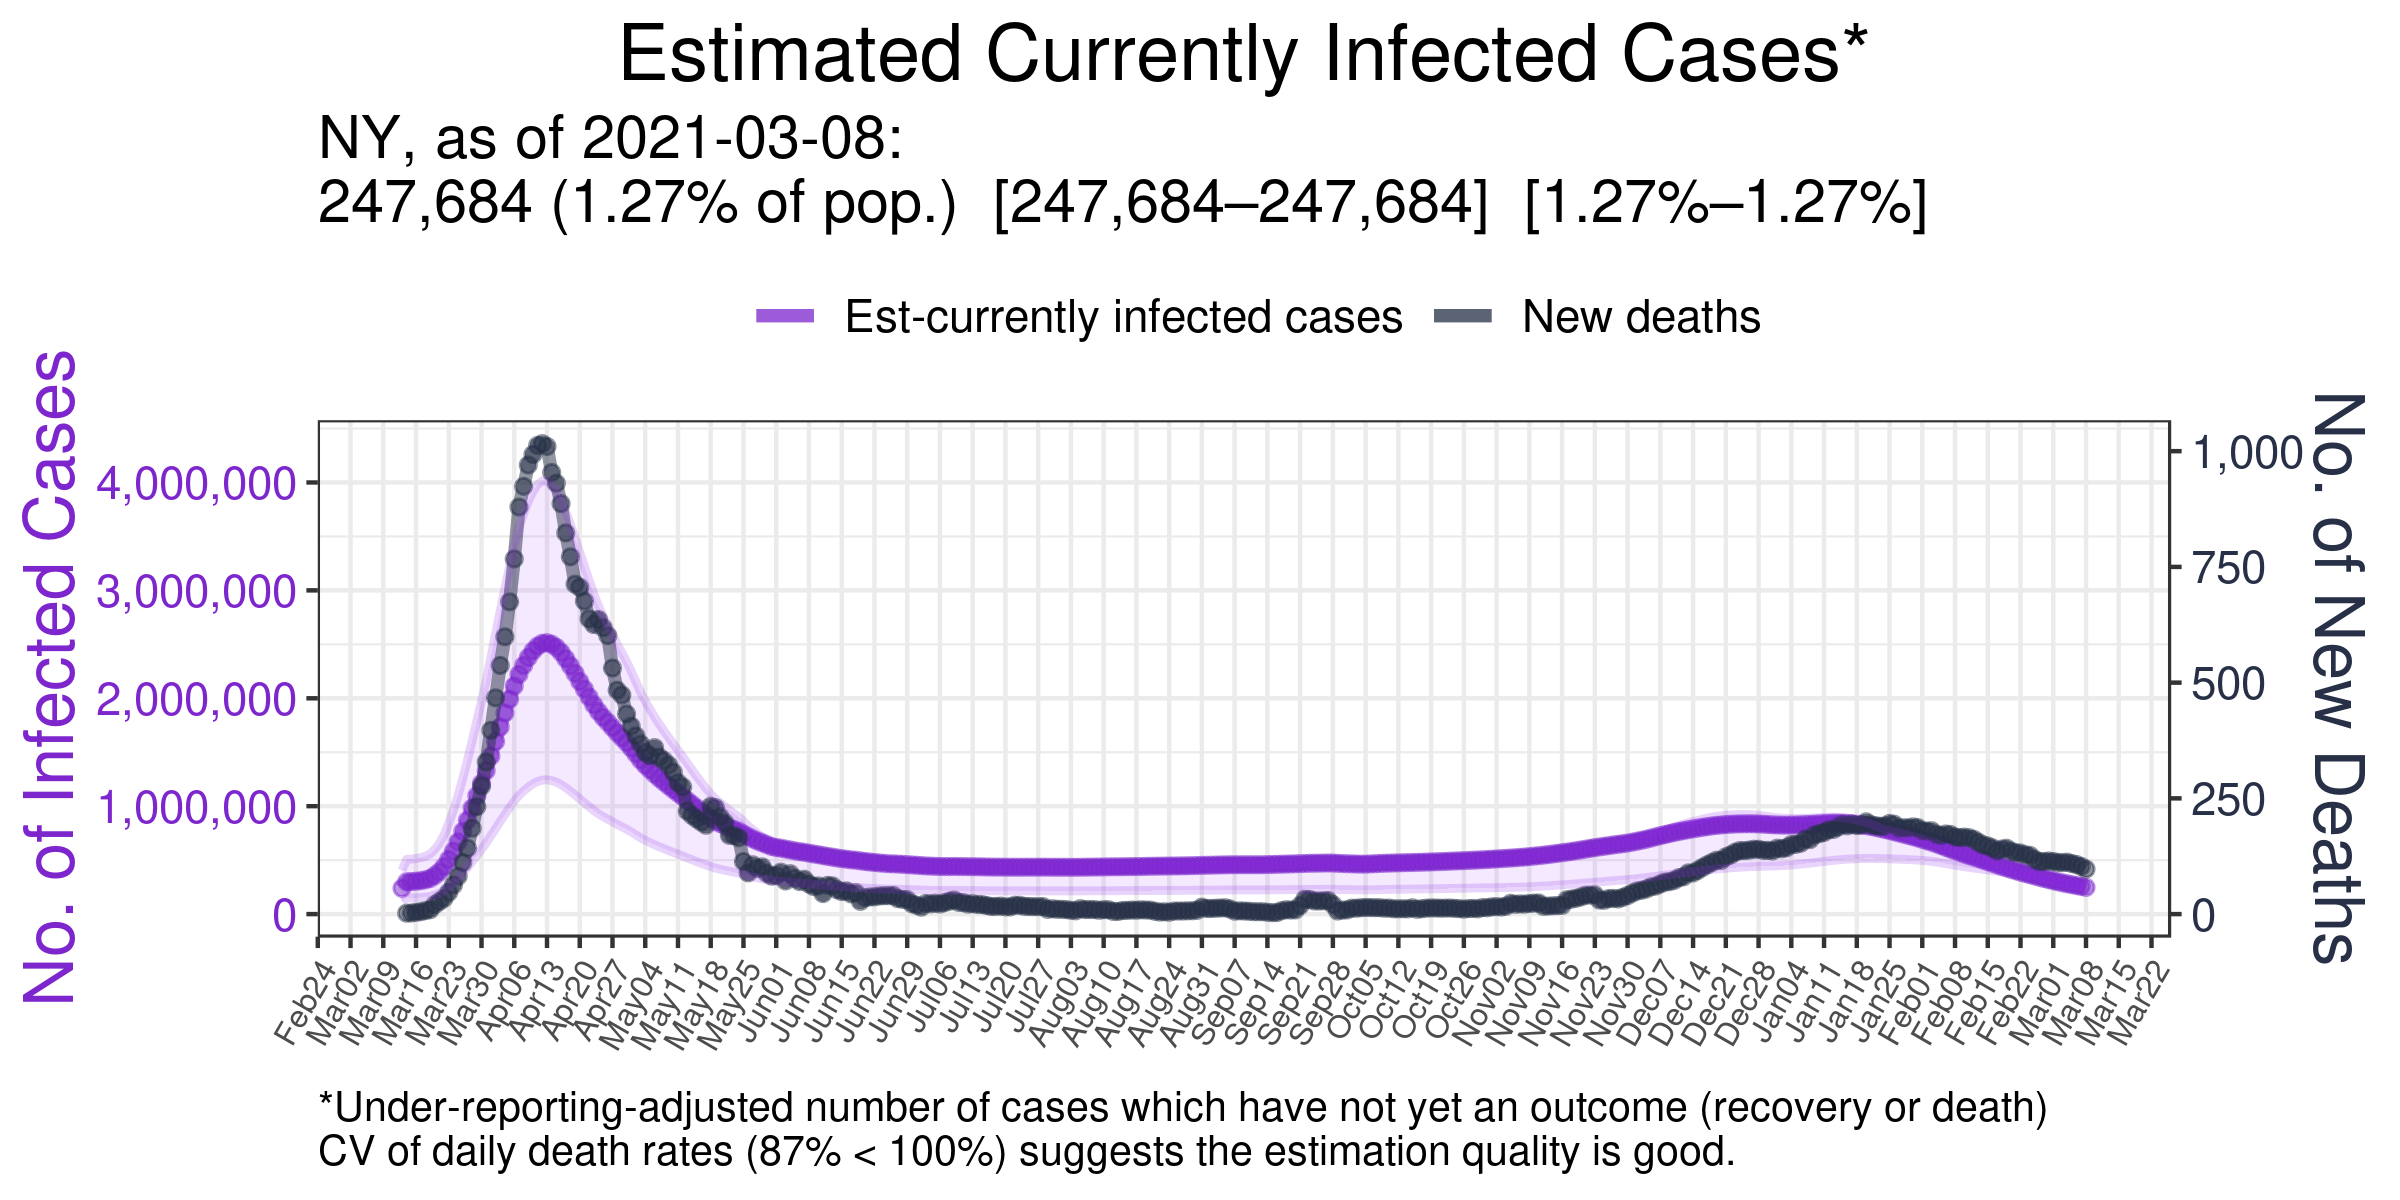 Estimated Currently Infected Cases*
NY, as of 2021-03-08:
247,684 (1.27% of pop.)  [247,684–247,684]  [1.27%–1.27%]
Est-currently infected cases
New deaths
No. of Infected Cases
4,000,000
3,000,000
2,000,000
1,000,000
0
1,000
750
500
250
0
No. of New Deaths
Feb24
Mar02
Mar09
Mar16
Mar23
Mar30
Apr06
Apr13
Apr20
Apr27
May04
May11
May18
May25
Jun01
Jun08
Jun15
Jun22
Jun29
Jul06
Jul13
Jul20
Jul27
Aug03
Aug10
Aug17
Aug24
Aug31
Sep07
Sep14
Sep21
Sep28
Oct05
Oct12
Oct19
Oct26
Nov02
Nov09
Nov16
Nov23
Nov30
Dec07
Dec14
Dec21
Dec28
Jan04
Jan11
Jan18
Jan25
Feb01
Feb08
Feb15
Feb22
Mar01
Mar08
Mar15
Mar22
*Under-reporting-adjusted number of cases which have not yet an outcome (recovery or death)
CV of daily death rates (87% < 100%) suggests the estimation quality is good.